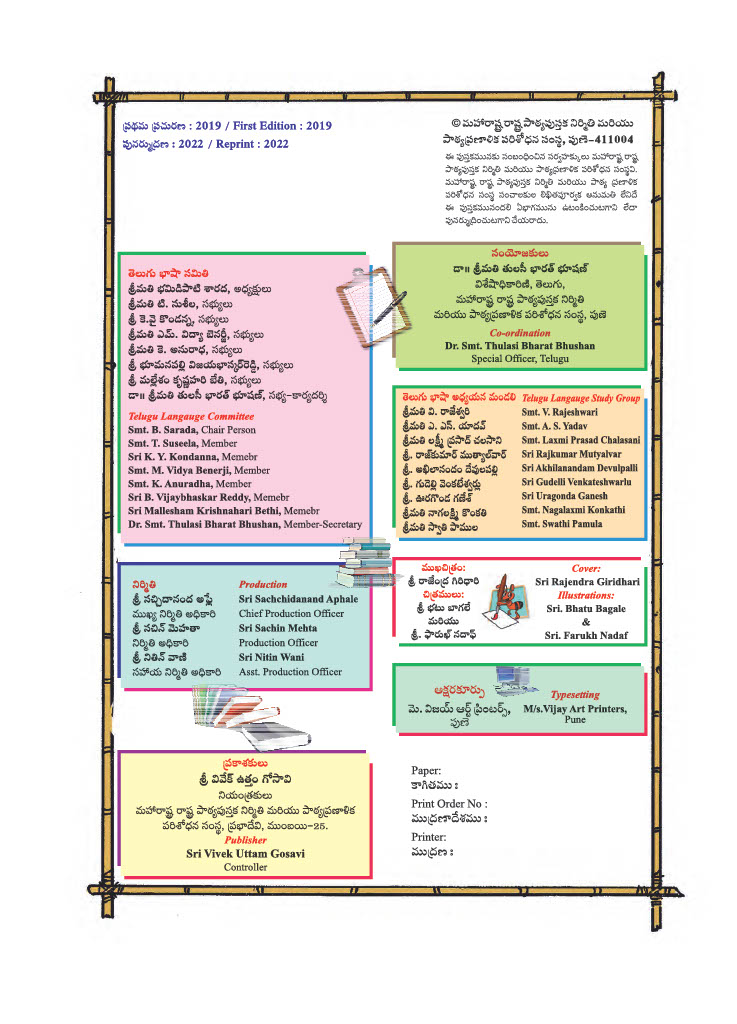 ప్రథమ ప్రచురణ : 2019 / First Edition : 2019
పునర్ముద్రణ : 2022 / Reprint : 2022
© మహారాష్ట్ర రాష్ట్ర పాఠ్యపుస్తక నిర్మితి మరియు
పాఠ్యప్రణాళిక పరిశోధన సంస్థ, పుణె–411004
ఈ పుస్తకమునకు సంబంధించిన సర్వహక్కులు మహారాష్ట్ర రాష్ట్ర
పాఠ్యపుస్తక నిర్మితి మరియు పాఠ్యప్రణాళిక పరిశోధన సంస్థవి.
మహారాష్ట్ర రాష్ట్ర పాఠ్యపుస్తక నిర్మితి మరియు పాఠ్య ప్రణాళిక
పరిశోధన సంస్థ సంచాలకుల లిఖితపూర్వక అనుమతి లేనిదే
ఈ పుస్తకమునందలి ఏభాగమును ఉటంకించుటగాని లేదా
పునర్ముద్రించుటగాని చేయరాదు.
తెలుగు భాషా సమితి
శ్రీమతి భమిడిపాటి శారద, అధ్యక్షులు
శ్రీమతి టి. సుశీల, సభ్యులు
శ్రీ కె.వై కొండన్న, సభ్యులు
శ్రీమతి ఎమ్. విద్యా బెనర్జీ, సభ్యులు
శ్రీమతి కె. అనురాధ, సభ్యులు
శ్రీ భూమనపల్లి విజయభాస్కర్‌రెడ్డి, సభ్యులు
శ్రీ మల్లేశం కృష్ణహరి బేతి, సభ్యులు
డా॥ శ్రీమతి తులసీ భారత్ భూషణ్, సభ్య–కార్యదర్శి
Telugu Langauge Committee
Smt. B. Sarada, Chair Person
Smt. T. Suseela, Member
Sri K. Y. Kondanna, Memebr
Smt. M. Vidya Benerji, Member
Smt. K. Anuradha, Member
Sri B. Vijaybhaskar Reddy, Memebr
Sri Mallesham Krishnahari Bethi, Memebr
Dr. Smt. Thulasi Bharat Bhushan, Member-Secretary
సంయోజకులు
డా॥ శ్రీమతి తులసీ భారత్ భూషణ్
విశేషాధికారిణి, తెలుగు,
మహారాష్ట్ర రాష్ట్ర పాఠ్యపుస్తక నిర్మితి
మరియు పాఠ్యప్రణాళిక పరిశోధన సంస్థ, పుణె
Co-ordination
Dr. Smt. Thulasi Bharat Bhushan
Special Officer, Telugu
తెలుగు భాషా అధ్యయన మండలి Telugu Langauge Study Group
శ్రీమతి వి. రాజేశ్వరి Smt. V. Rajeshwari
శ్రీమతి ఎ. ఎస్. యాదవ్ Smt. A. S. Yadav
శ్రీమతి లక్ష్మీ ప్రసాద్ చలసాని Smt. Laxmi Prasad Chalasani
శ్రీ. రాజ్‌కుమార్ ముత్యాల్‌వార్ Sri Rajkumar Mutyalvar
శ్రీ. అఖిలానందం దేవులపల్లి Sri Akhilanandam Devulpalli
శ్రీ. గుడెల్లి వెంకటేశ్వర్లు Sri Gudelli Venkateshwarlu
శ్రీ. ఊరగొండ గణేశ్ Sri Uragonda Ganesh
శ్రీమతి నాగలక్ష్మి కొంకతి Smt. Nagalaxmi Konkathi
శ్రీమతి స్వాతి పాముల Smt. Swathi Pamula
నిర్మితి Production
శ్రీ సచ్చిదానంద అఫ్లే Sri Sachchidanand Aphale
ముఖ్య నిర్మితి అధికారి Chief Production Officer
శ్రీ సచిన్ మెహతా Sri Sachin Mehta
నిర్మితి అధికారి Production Officer
శ్రీ నితిన్ వాణి Sri Nitin Wani
సహాయ నిర్మితి అధికారి Asst. Production Officer
ముఖచిత్రం: Cover:
శ్రీ రాజేంద్ర గిరిధారి Sri Rajendra Giridhari
చిత్రములు: Illustrations:
శ్రీ భటు బాగలే Sri. Bhatu Bagale
మరియు &
శ్రీ. ఫారుఖ్ నదాఫ్ Sri. Farukh Nadaf
అక్షరకూర్పు Typesetting
మె. విజయ్ ఆర్ట్ ప్రింటర్స్, M/s.Vijay Art Printers,
పుణె Pune
ప్రకాశకులు
శ్రీ వివేక్ ఉత్తం గోసావి
నియంత్రకులు
మహారాష్ట్ర రాష్ట్ర పాఠ్యపుస్తక నిర్మితి మరియు పాఠ్యప్రణాళిక
పరిశోధన సంస్థ, ప్రభాదేవి, ముంబయి–25.
Publisher
Sri Vivek Uttam Gosavi
Controller
Paper:
కాగితము :
Print Order No :
ముద్రణాదేశము :
Printer:
ముద్రణ :